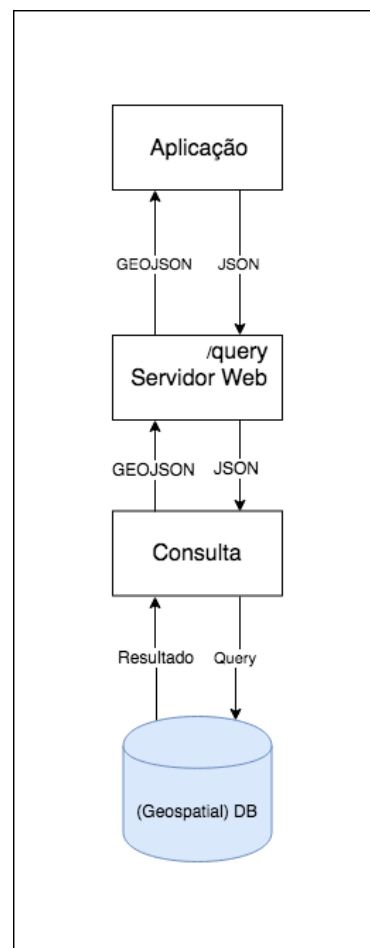 Aplicação
GEOJSON
JSON
/query
Servidor Web
GEOJSON
JSON
Consulta
Resultado
Query
(Geospatial) DB